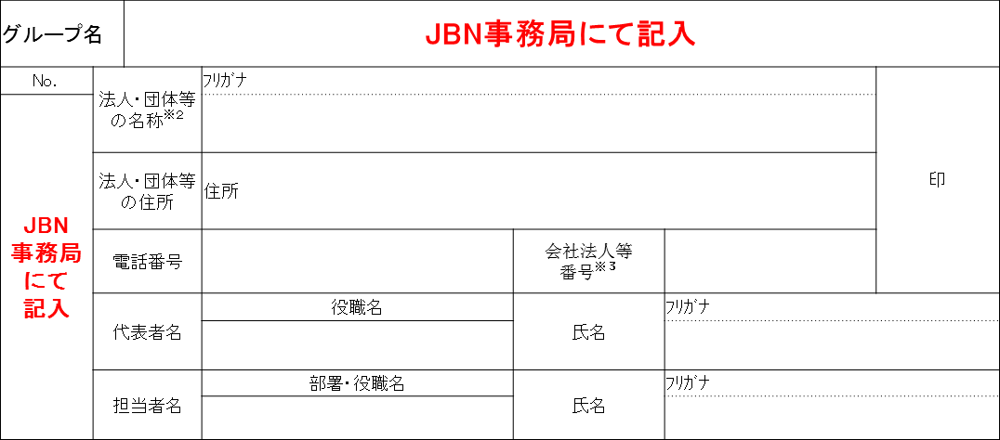 グループ名
JBN事務局にて記入
No.
法人・団体等
の名称※2
ﾌﾘｶﾞﾅ
印
JBN
事務局
にて
記入
法人・団体等
の住所
住所
電話番号
会社法人等
番号※3
代表者名
役職名
氏名
ﾌﾘｶﾞﾅ
担当者名
部署・役職名
氏名
ﾌﾘｶﾞﾅ